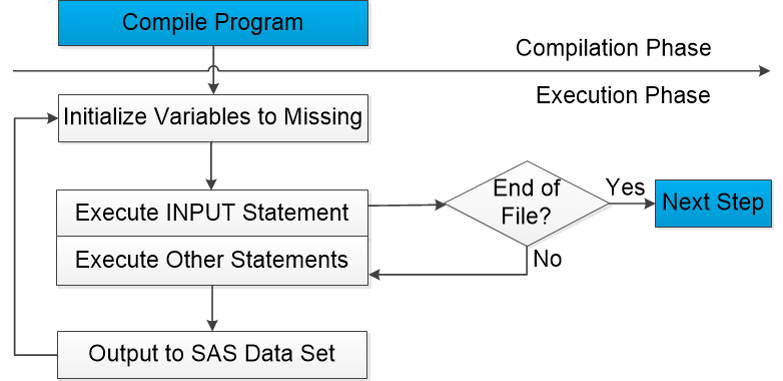 Compile Program
Compilation Phase
Execution Phase
Initialize Variables to Missing
Execute INPUT Statement
End of
File?
Yes
Next Step
Execute Other Statements
No
Output to SAS Data Set